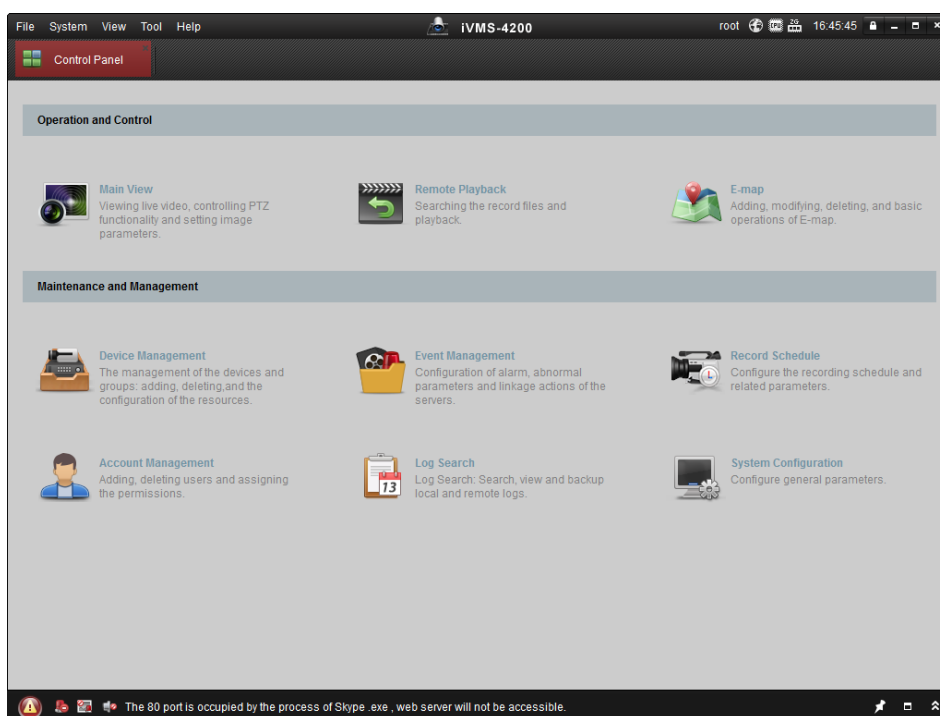 File System View Tool Help iVMS-4200 root CPU 2G 16:45:45
Control Panel
Operation and Control
Main View
Viewing live video, controlling PTZ
functionality and setting image
parameters.
Remote Playback
Searching the record files and
playback.
E-map
Adding, modifying, deleting, and basic
operations of E-map.
Maintenance and Management
Device Management
The management of the devices and
groups: adding, deleting,and the
configuration of the resources.
Event Management
Configuration of alarm, abnormal
parameters and linkage actions of the
servers.
Record Schedule
Configure the recording schedule and
related parameters.
Account Management
Adding, deleting users and assigning
the permissions.
13
Log Search
Log Search: Search, view and backup
local and remote logs.
System Configuration
Configure general parameters.
The 80 port is occupied by the process of Skype .exe , web server will not be accessible.